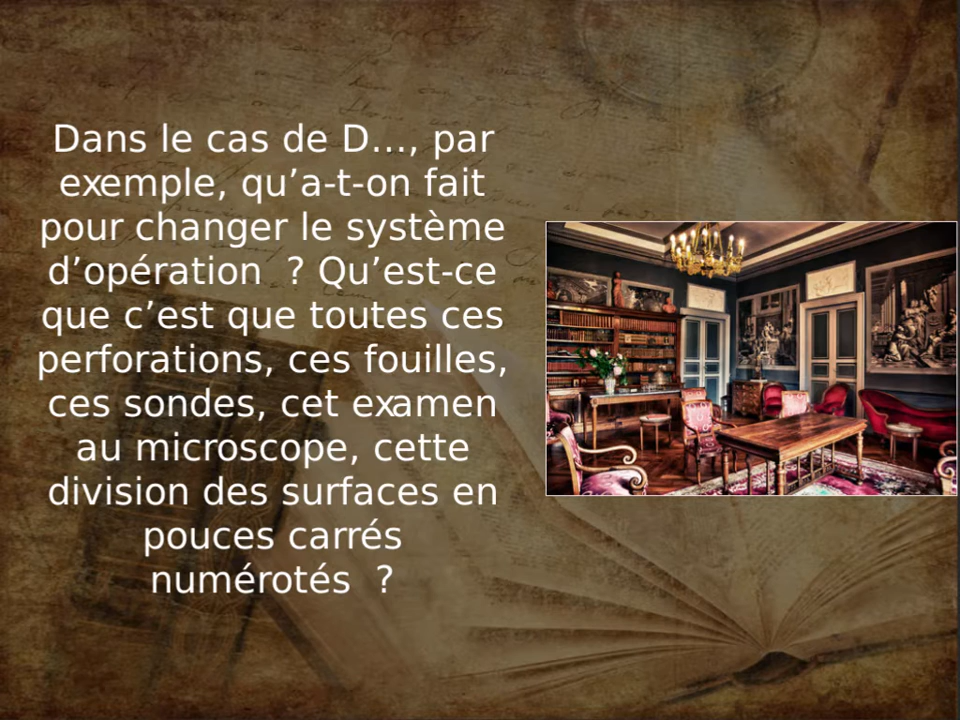 Dans le cas de D…, par
exemple, qu’a-t-on fait
pour changer le système
d’opération  ? Qu’est-ce
que c’est que toutes ces
perforations, ces fouilles,
ces sondes, cet examen
au microscope, cette
division des surfaces en
pouces carrés
numérotés  ?